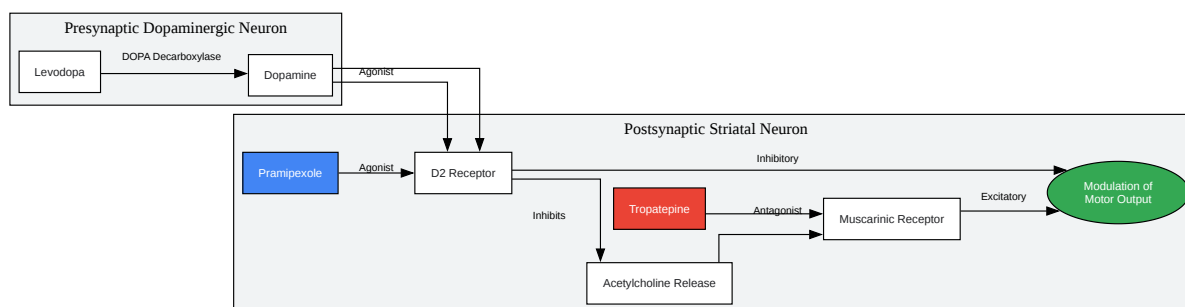 Presynaptic Dopaminergic Neuron
DOPA Decarboxylase
Levodopa
Dopamine
Agonist
Postsynaptic Striatal Neuron
Pramipexole
Agonist
D2 Receptor
Inhibitory
Modulation of
Motor Output
Inhibits
Tropatepine
Antagonist
Muscarinic Receptor
Excitatory
Acetylcholine Release